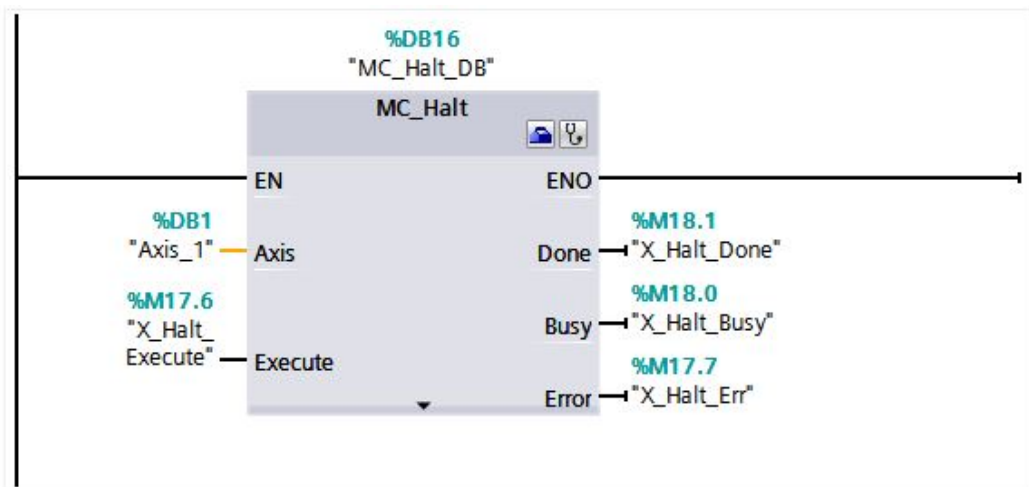 %DB16
"MC_Halt_DB"
MC_Halt
EN
ENO
%DB1
"Axis_1"
Axis
%M18.1
Done
"X_Halt_Done"
%M17.6
"X_Halt_
Execute"
Execute
%M18.0
Busy
"X_Halt_Busy"
%M17.7
Error
"X_Halt_Err"